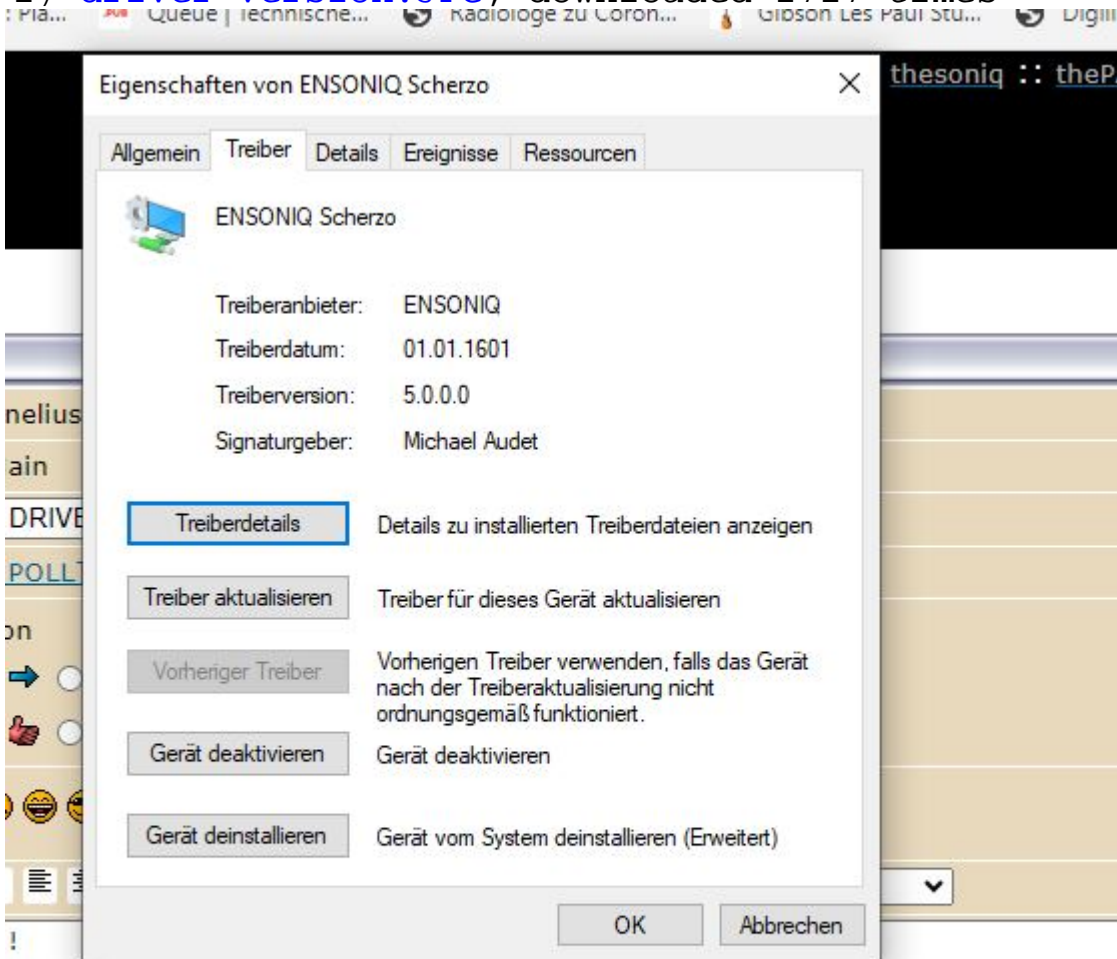 : Pla... Queue | Technische... Radiologe zu Coron... Gibson Les Paul Stu...
Eigenschaften von ENSONIQ Scherzo
thesoniq :: theP
Allgemein Treiber Details Ereignisse Ressourcen
ENSONIQ Scherzo
Treiberanbieter: ENSONIQ
Treiberdatum: 01.01.1601
Treiberversion: 5.0.0.0
Signaturgeber: Michael Audet
nelius
ain
DRIVE
POLL
on
Treiberdetails Details zu installierten Treiberdateien anzeigen
Treiber aktualisieren Treiber für dieses Gerät aktualisieren
Vorheriger Treiber Vorherigen Treiber verwenden, falls das Gerät
nach der Treiberaktualisierung nicht
ordnungsgemäß funktioniert.
Gerät deaktivieren Gerät deaktivieren
Gerät deinstallieren Gerät vom System deinstallieren (Erweitert)
OK Abbrechen
!